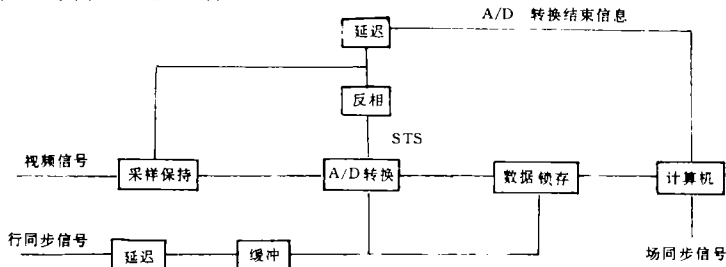 A/D 转换结束信息
延迟
反相
STS
视频信号
采样保持
A/D转换
数据锁存
计算机
行同步信号
延迟
缓冲
场同步信号